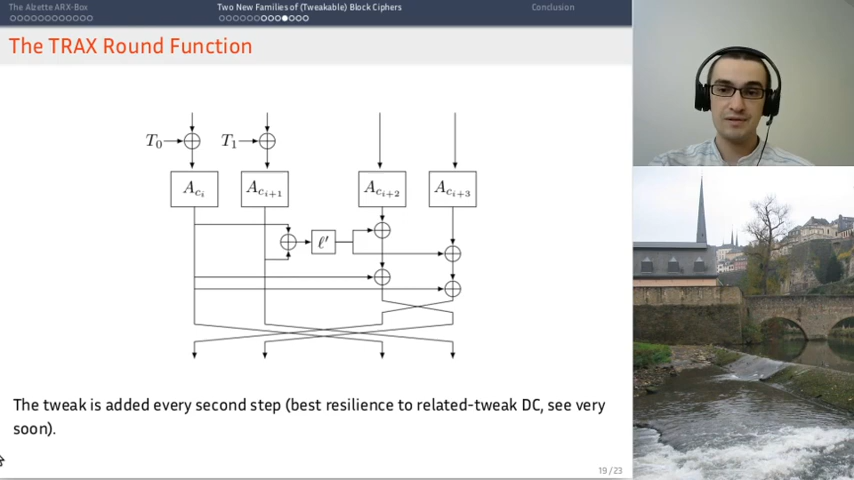 The Alzette ARX-Box
Two New Families of (Tweakable) Block Ciphers
Conclusion
The TRAX Round Function
T₀
T₁
A_{c_i}
A_{c_{i+1}}
A_{c_{i+2}}
A_{c_{i+3}}
ℓ′
The tweak is added every second step (best resilience to related-tweak DC, see very
soon).
19/23